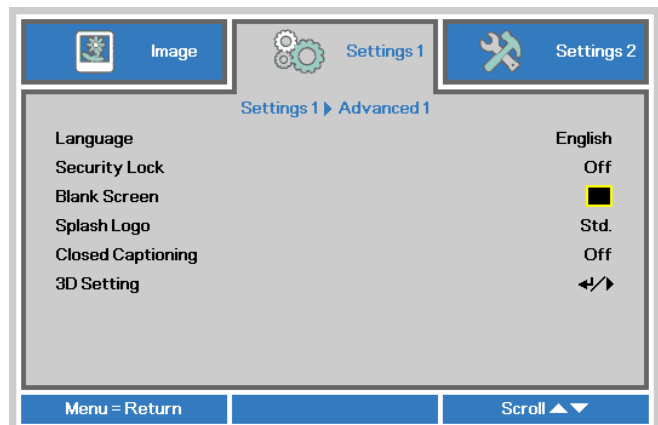 Image
Settings 1
Settings 2
Settings 1 Advanced 1
Language English
Security Lock Off
Blank Screen
Splash Logo Std.
Closed Captioning Off
3D Setting
Menu = Return
Scroll